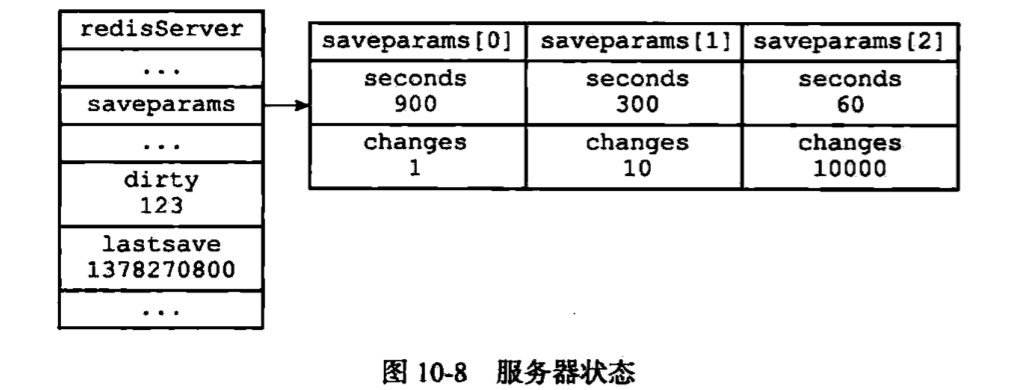 redisServer
...
saveparams
...
dirty
123
lastsave
1378270800
...
saveparams[0] saveparams[1] saveparams[2]
seconds seconds seconds
900 300 60
changes changes changes
1 10 10000
图 10-8 服务器状态